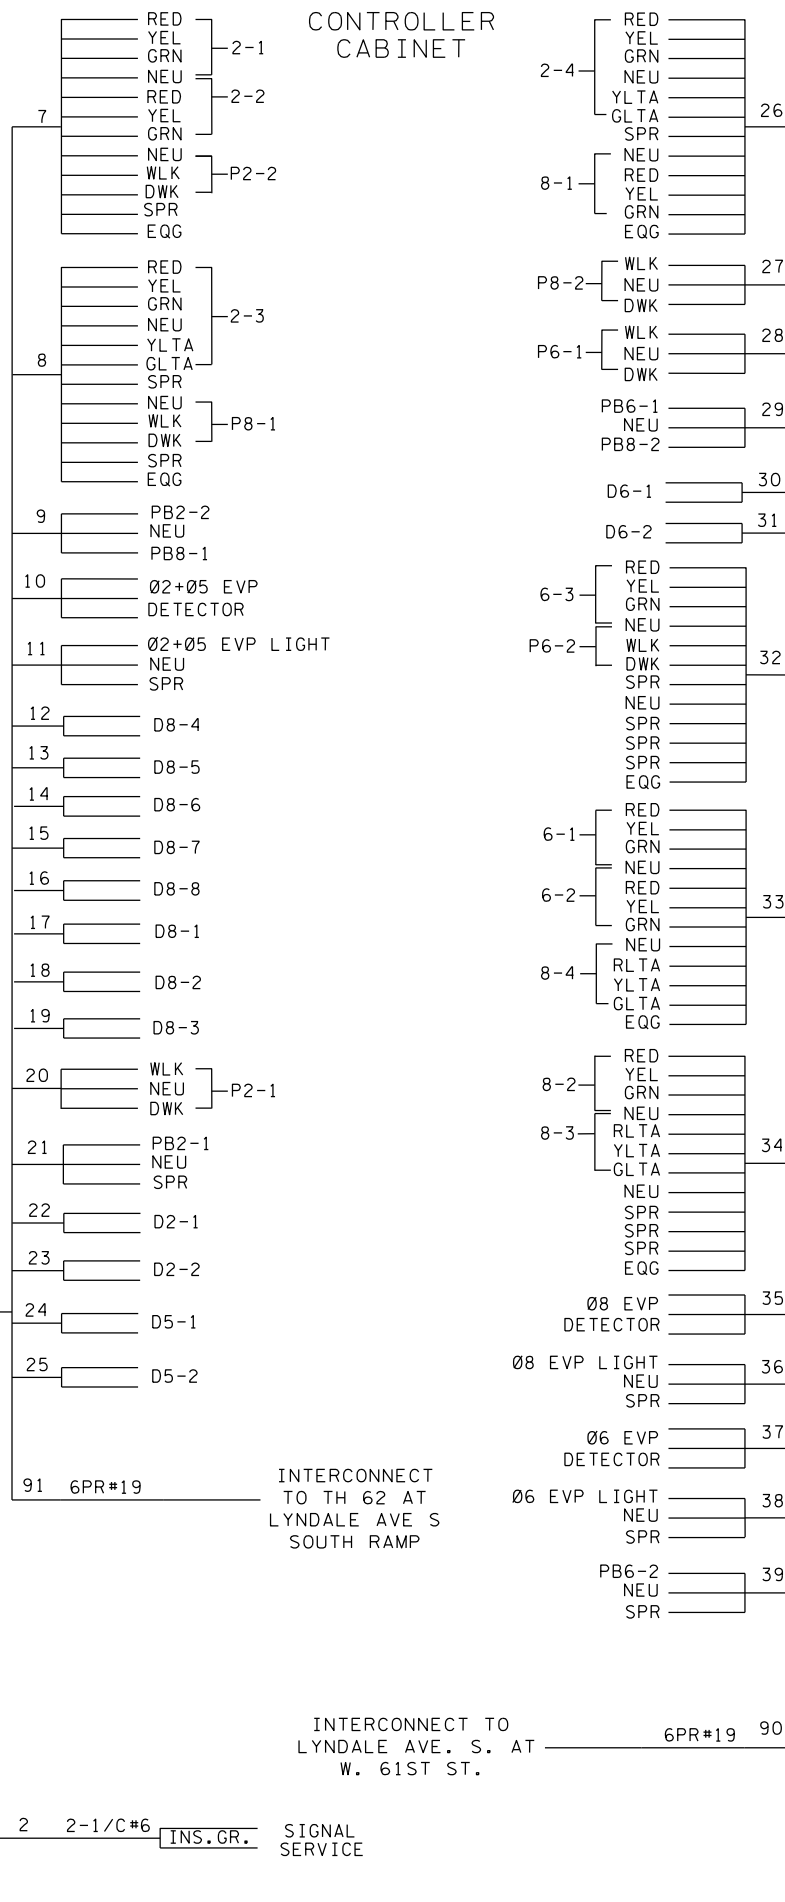 CONTROLLER
CABINET
7
RED
YEL
GRN
2-1
NEU
RED
YEL
GRN
2-2
NEU
WLK
DWK
P2-2
SPR
EQG
8
RED
YEL
GRN
NEU
YLTA
GLTA
2-3
SPR
NEU
WLK
DWK
P8-1
SPR
EQG
9
PB2-2
NEU
PB8-1
10
Ø2+Ø5 EVP
DETECTOR
11
Ø2+Ø5 EVP LIGHT
NEU
SPR
12
D8-4
13
D8-5
14
D8-6
15
D8-7
16
D8-8
17
D8-1
18
D8-2
19
D8-3
20
WLK
NEU
DWK
P2-1
21
PB2-1
NEU
SPR
22
D2-1
23
D2-2
24
D5-1
25
D5-2
91 6PR#19
INTERCONNECT
TO TH 62 AT
LYNDALE AVE S
SOUTH RAMP
2-4
RED
YEL
GRN
NEU
YLTA
GLTA
SPR
26
8-1
NEU
RED
YEL
GRN
EQG
P8-2
WLK
NEU
DWK
27
P6-1
WLK
NEU
DWK
28
PB6-1
NEU
PB8-2
29
D6-1
30
D6-2
31
6-3
RED
YEL
GRN
NEU
P6-2
WLK
DWK
SPR
32
NEU
SPR
SPR
SPR
EQG
6-1
RED
YEL
GRN
NEU
6-2
RED
YEL
GRN
33
8-4
NEU
RLTA
YLTA
GLTA
EQG
8-2
RED
YEL
GRN
NEU
8-3
RLTA
YLTA
GLTA
34
NEU
SPR
SPR
SPR
EQG
Ø8 EVP
DETECTOR
35
Ø8 EVP LIGHT
NEU
SPR
36
Ø6 EVP
DETECTOR
37
Ø6 EVP LIGHT
NEU
SPR
38
PB6-2
NEU
SPR
39
INTERCONNECT TO
LYNDALE AVE. S. AT
W. 61ST ST.
6PR#19 90
2 2-1/C#6
INS.GR.
SIGNAL
SERVICE